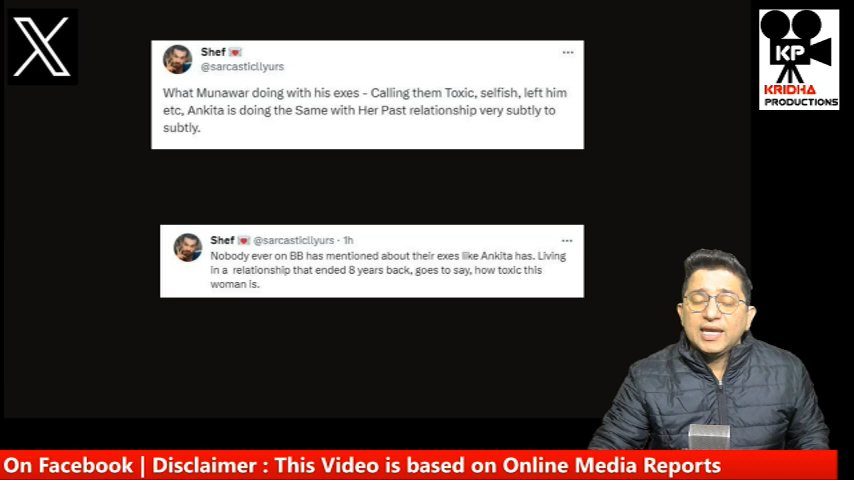 Shef
@sarcasticllyurs
What Munawar doing with his exes - Calling them Toxic, selfish, left him
etc, Ankita is doing the Same with Her Past relationship very subtly to
subtly.
KP
KRIDHA
PRODUCTIONS
Shef @sarcasticllyurs · 1h
Nobody ever on BB has mentioned about their exes like Ankita has. Living
in a relationship that ended 8 years back, goes to say, how toxic this
woman is.
On Facebook | Disclaimer : This Video is based on Online Media Reports